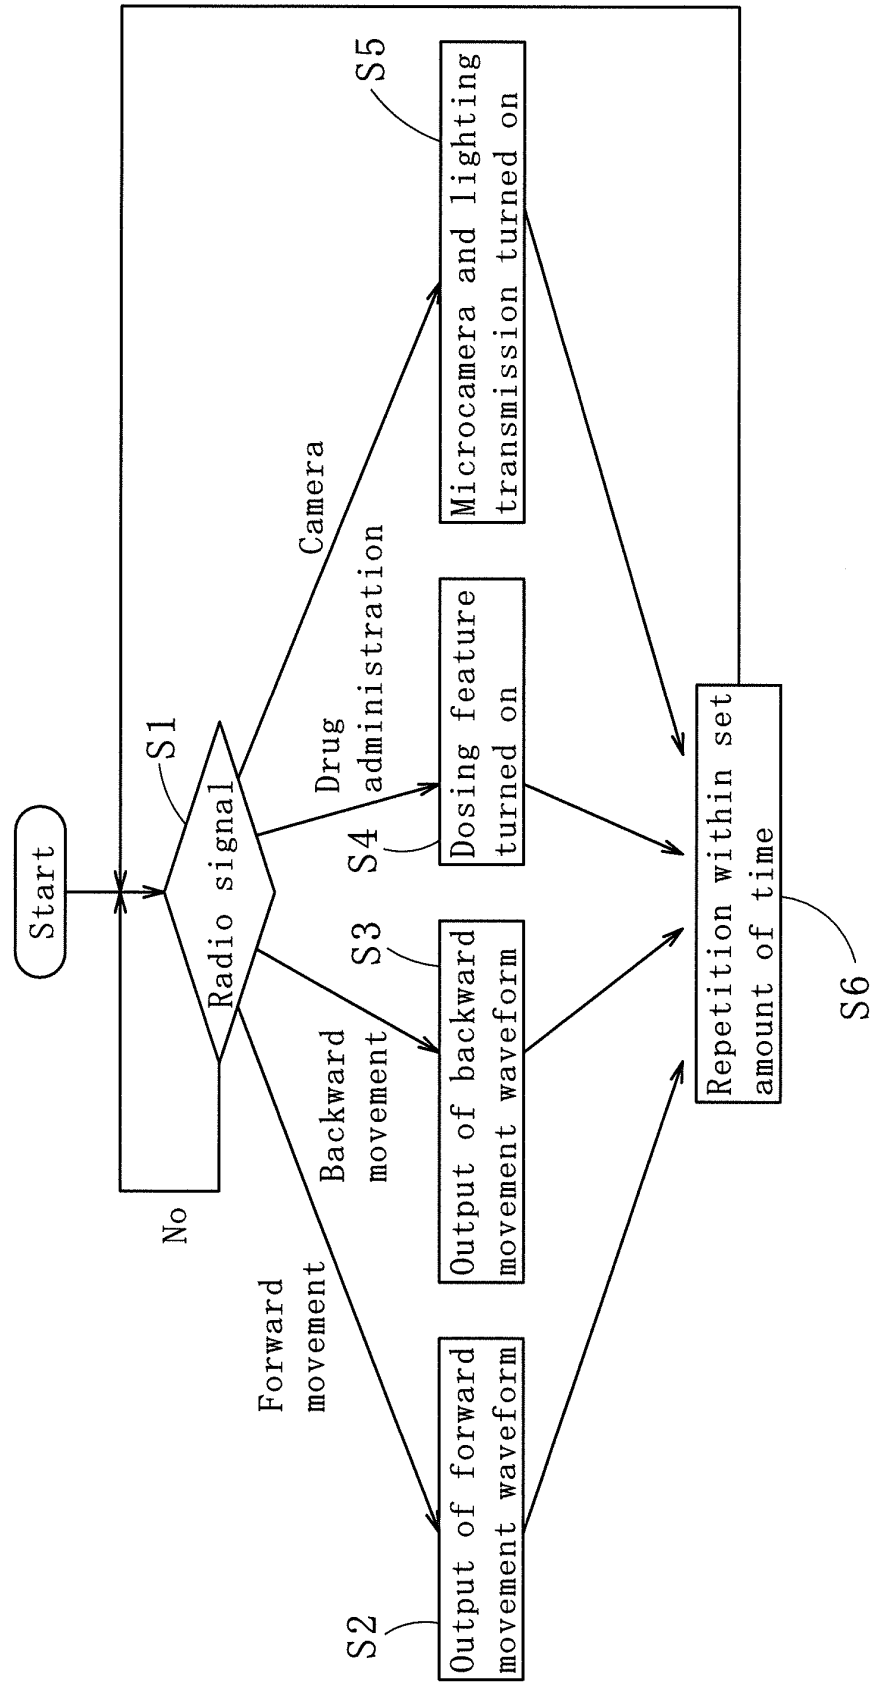 Start
S1
Radio signal
No
Forward
movement
Backward
movement
Drug
administration
Camera
S2
Output of forward
movement waveform
S3
Output of backward
movement waveform
S4
Dosing feature
turned on
S5
Microcamera and lighting
transmission turned on
Repetition within set
amount of time
S6